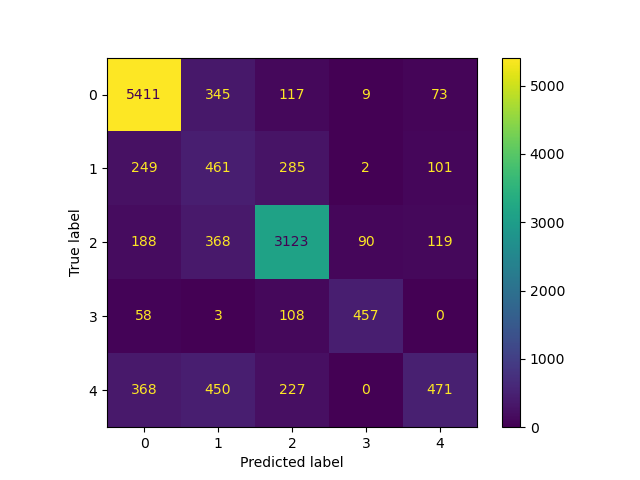 0 5411 345 117 9 73
1 249 461 285 2 101
2 188 368 3123 90 119
3 58 3 108 457 0
4 368 450 227 0 471
0 1 2 3 4
Predicted label
True label
5000
4000
3000
2000
1000
0